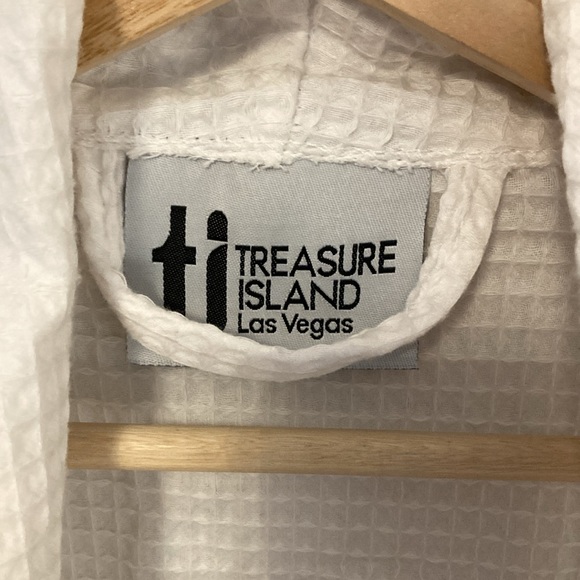 ti
TREASURE
ISLAND
Las Vegas